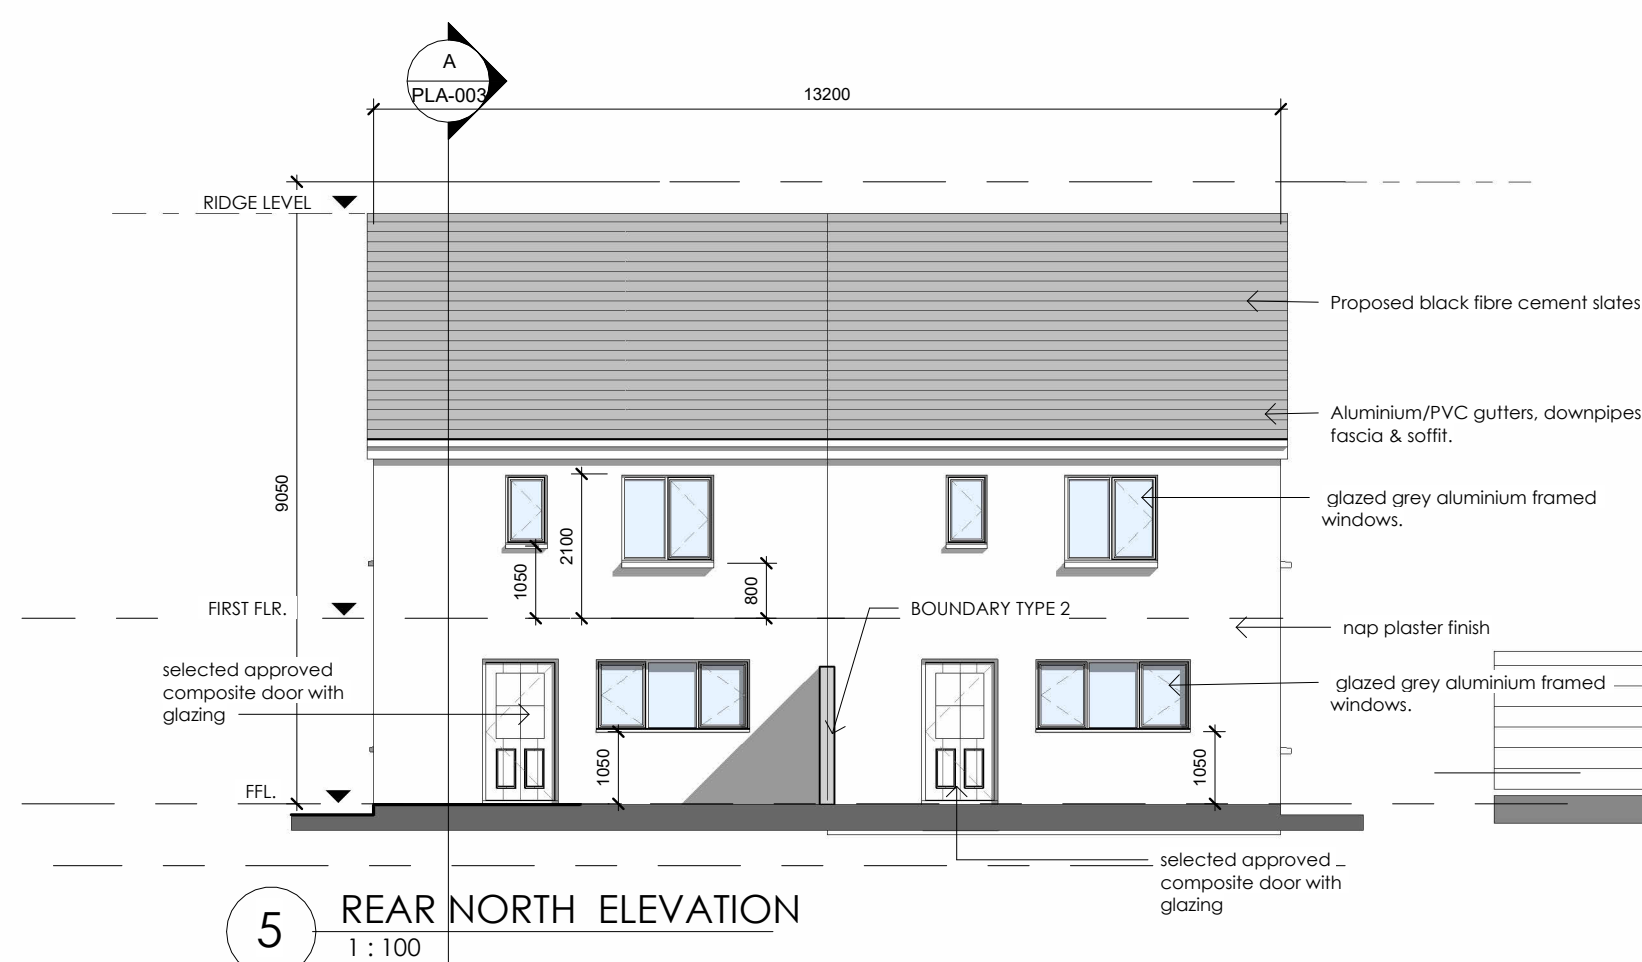 A
PLA-003
13200
RIDGE LEVEL
Proposed black fibre cement slates
Aluminium/PVC gutters, downpipes
fascia & soffit.
9050
glazed grey aluminium framed
windows.
2100
1050
800
FIRST FLR.
BOUNDARY TYPE 2
nap plaster finish
selected approved
composite door with
glazing
glazed grey aluminium framed
windows.
1050
1050
FFL.
selected approved
composite door with
glazing
5
REAR NORTH ELEVATION
1 : 100